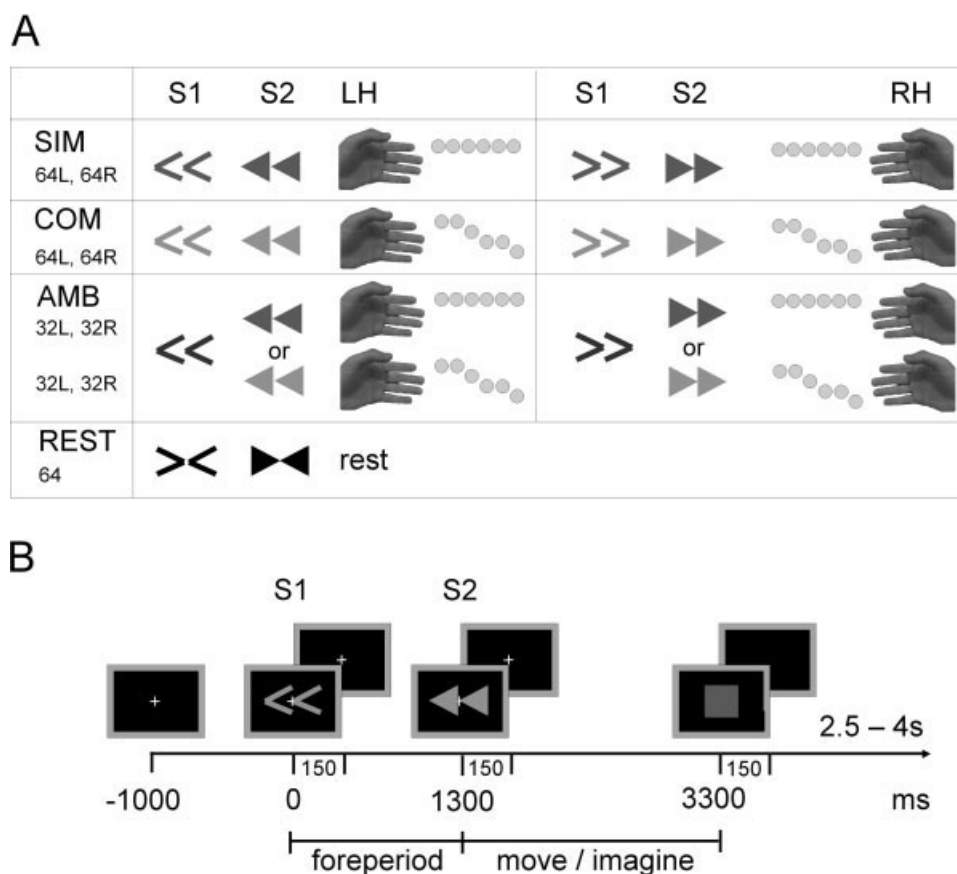 A
S1 S2 LH S1 S2 RH
SIM
64L, 64R
COM
64L, 64R
AMB
32L, 32R
or or
32L, 32R
REST
64
rest
B
S1 S2
2.5 – 4s
150 150 150
-1000 0 1300 3300 ms
foreperiod move / imagine